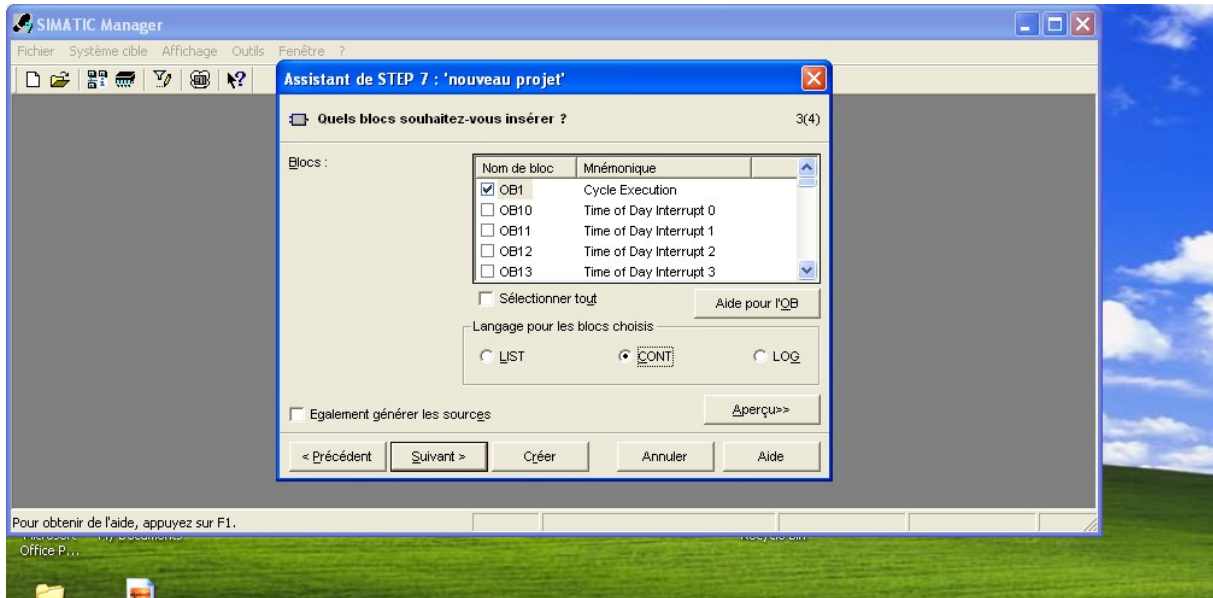 SIMATIC Manager
Fichier Système cible Affichage Outils Fenêtre ?
Assistant de STEP 7 : 'nouveau projet'
Quels blocs souhaitez-vous insérer ? 3(4)
Blocs :
Nom de bloc Mnémonique
OB1 Cycle Execution
OB10 Time of Day Interrupt 0
OB11 Time of Day Interrupt 1
OB12 Time of Day Interrupt 2
OB13 Time of Day Interrupt 3
Sélectionner tout Aide pour l'OB
Langage pour les blocs choisis
LIST CONT LOG
Egalement générer les sources Aperçu>>
< Précédent Suivant > Créer Annuler Aide
Pour obtenir de l'aide, appuyez sur F1.
Office P...